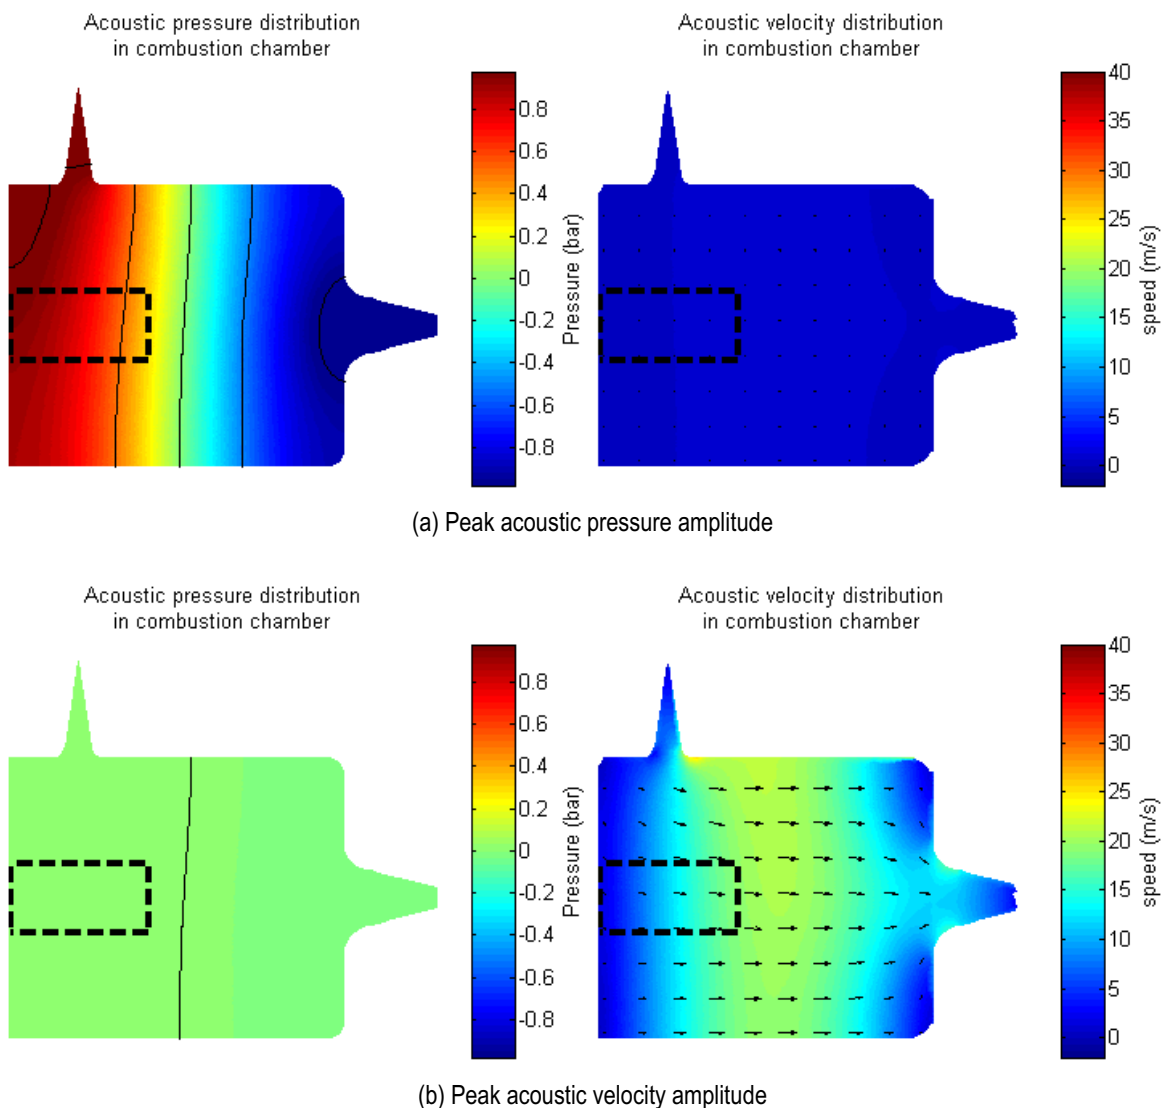 Acoustic pressure distribution
in combustion chamber
0.8
0.6
0.4
0.2
0
-0.2
-0.4
-0.6
-0.8
Pressure (bar)
Acoustic velocity distribution
in combustion chamber
40
35
30
25
20
15
10
5
0
speed (m/s)
(a) Peak acoustic pressure amplitude
Acoustic pressure distribution
in combustion chamber
0.8
0.6
0.4
0.2
0
-0.2
-0.4
-0.6
-0.8
Pressure (bar)
Acoustic velocity distribution
in combustion chamber
40
35
30
25
20
15
10
5
0
speed (m/s)
(b) Peak acoustic velocity amplitude